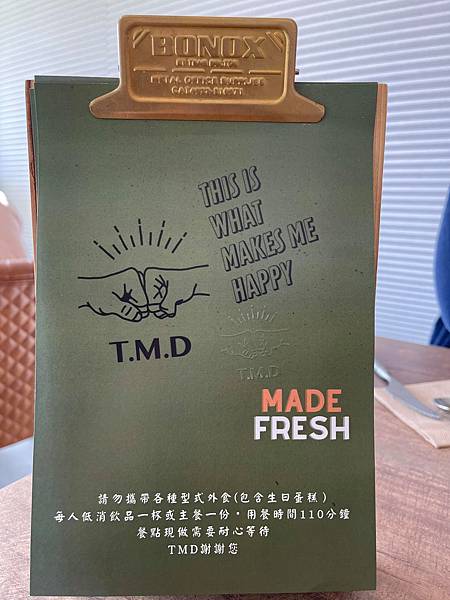 BONOX
METAL OFFICE SUPPLIES
THIS IS
WHAT
MAKES ME
HAPPY
T.M.D
T.M.D
MADE
FRESH
請勿攜帶各種型式外食(包含生日蛋糕)
每人低消飲品一杯或主餐一份，用餐時間110分鐘
餐點現做需要耐心等待
TMD謝謝您